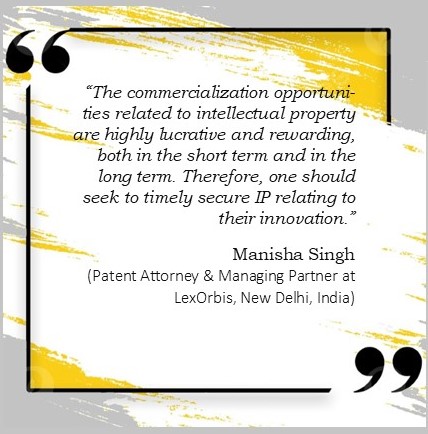 “The commercialization opportuni-
ties related to intellectual property
are highly lucrative and rewarding,
both in the short term and in the
long term. Therefore, one should
seek to timely secure IP relating to
their innovation.”
Manisha Singh
(Patent Attorney & Managing Partner at
LexOrbis, New Delhi, India)